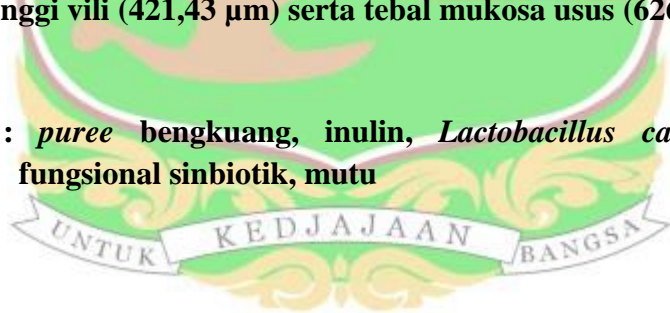 nggi vili (421,43 µm) serta tebal mukosa usus (626
: puree bengkuang, inulin, Lactobacillus ca
fungsional sinbiotik, mutu
UNTUK KEDJAJAAN BANGSA